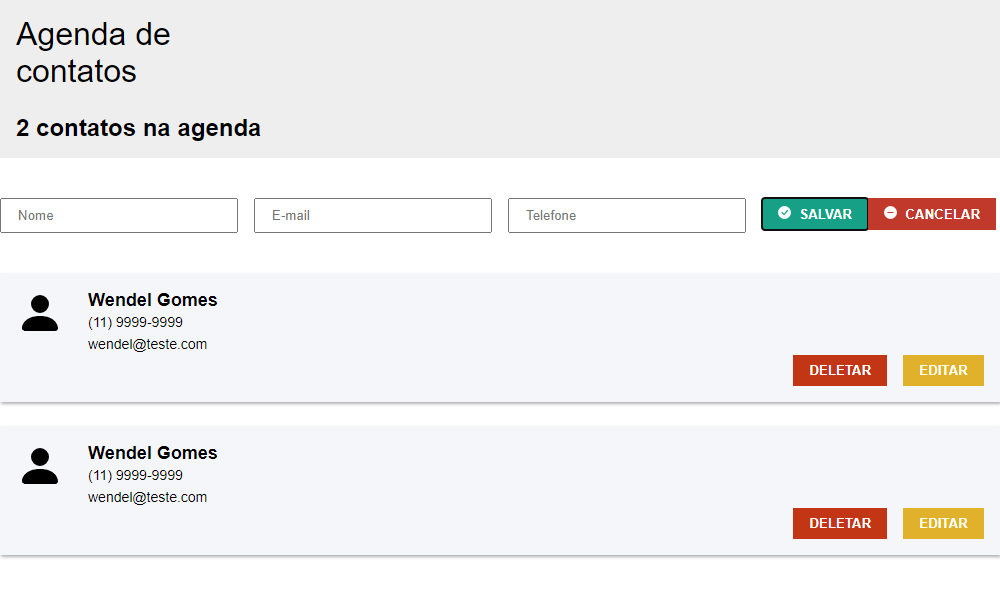 Agenda de
contatos
2 contatos na agenda
Nome E-mail Telefone SALVAR CANCELAR
Wendel Gomes
(11) 9999-9999
wendel@teste.com
DELETAR EDITAR
Wendel Gomes
(11) 9999-9999
wendel@teste.com
DELETAR EDITAR